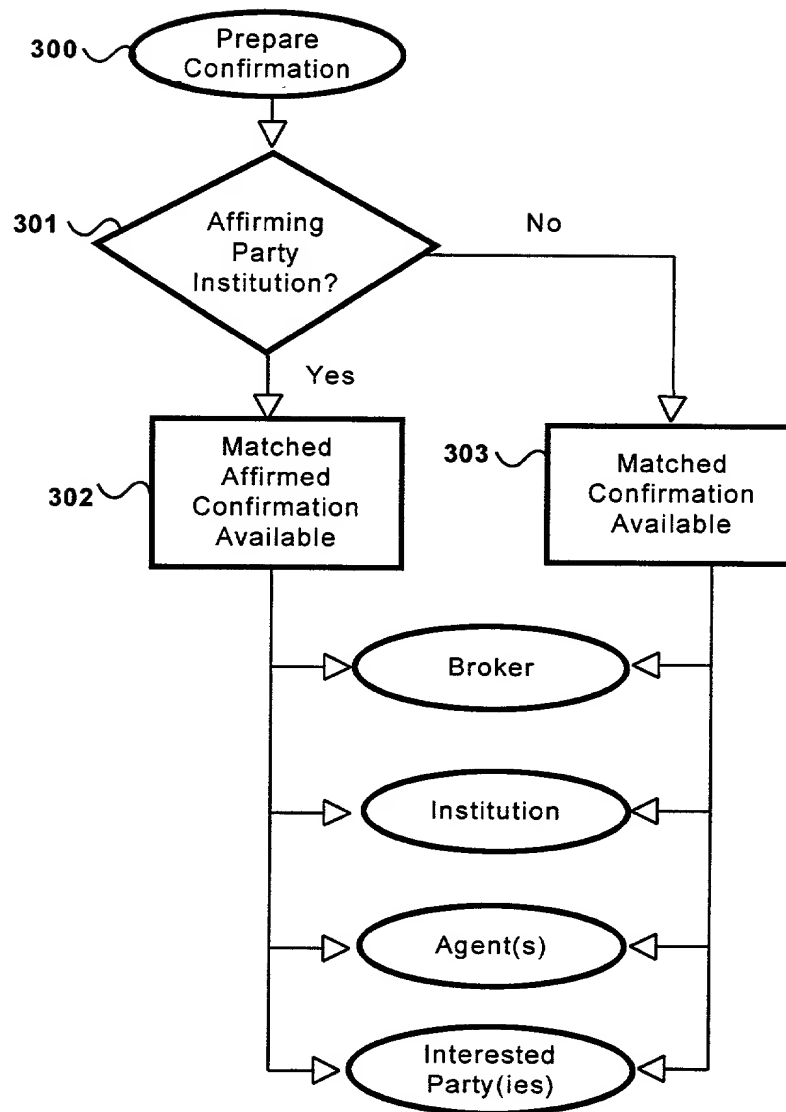 300
Prepare
Confirmation
301
Affirming
Party
Institution?
No
Yes
302
Matched
Affirmed
Confirmation
Available
303
Matched
Confirmation
Available
Broker
Institution
Agent(s)
Interested
Party(ies)